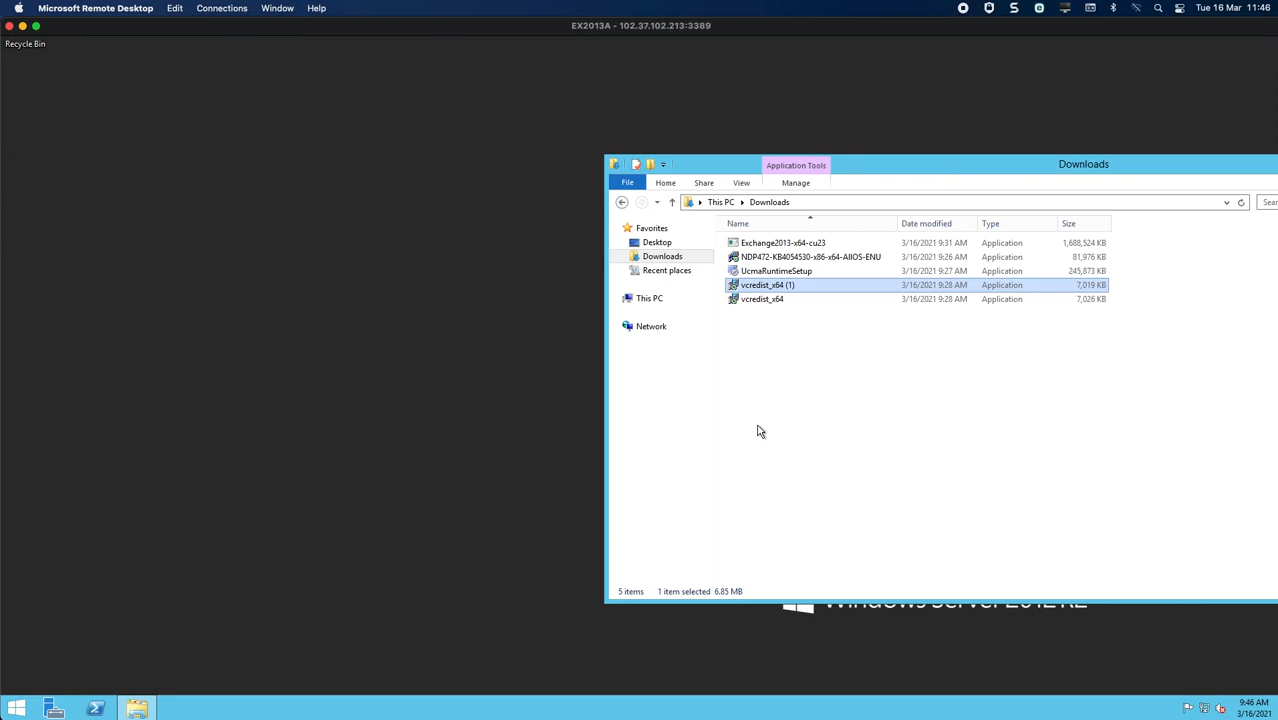 Microsoft Remote Desktop Edit Connections Window Help Tue 16 Mar 11:46
EX2013A - 102.37.102.213:3389
Recycle Bin
Application Tools Downloads
File Home Share View Manage
This PC Downloads Sear
Name Date modified Type Size
Favorites
Desktop
Downloads
Recent places
This PC
Network
Exchange2013-x64-cu23 3/16/2021 9:31 AM Application 1,688,524 KB
NDP472-KB4054530-x86-x64-AllOS-ENU 3/16/2021 9:26 AM Application 81,976 KB
UcmaRuntimeSetup 3/16/2021 9:27 AM Application 245,873 KB
vcredist_x64 (1) 3/16/2021 9:28 AM Application 7,019 KB
vcredist_x64 3/16/2021 9:28 AM Application 7,026 KB
5 items 1 item selected 6.85 MB
Windows Server 2012 R2
9:46 AM
3/16/2021